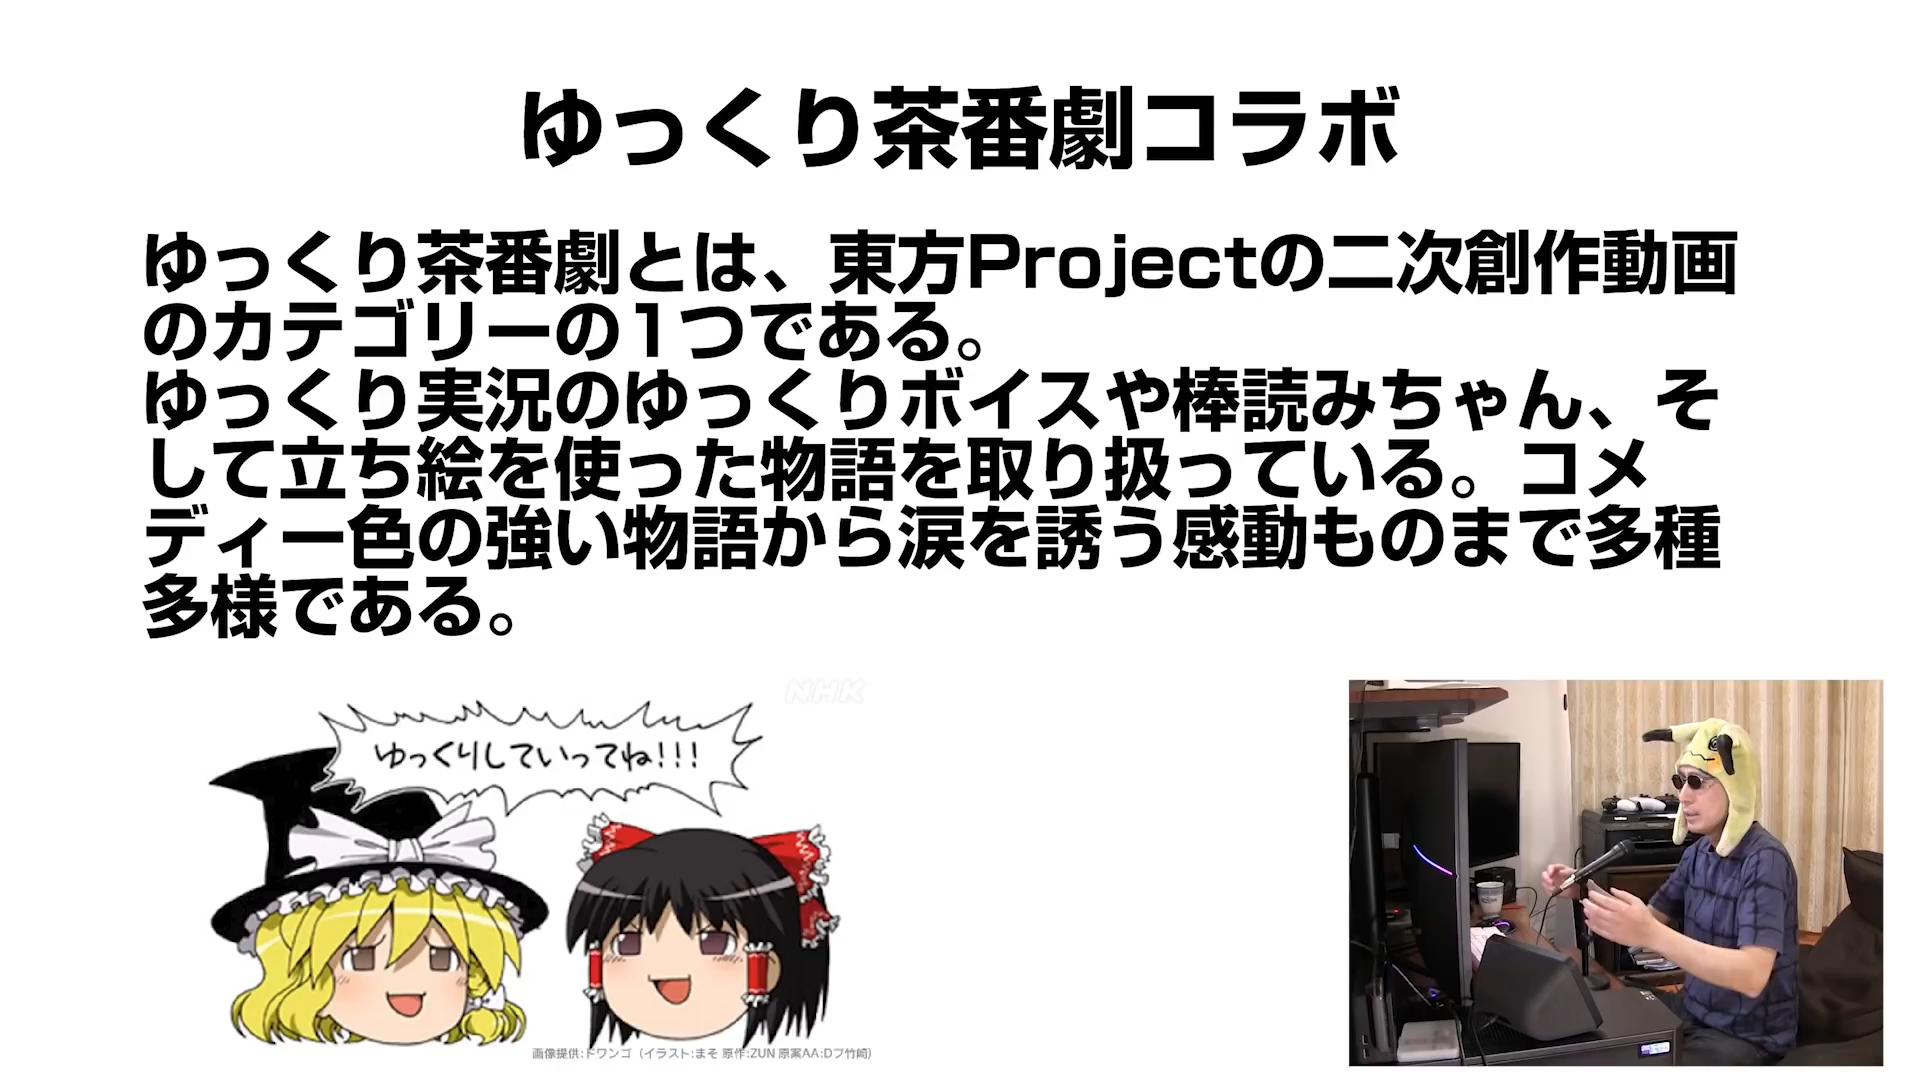 ゆっくり茶番劇コラボ
ゆっくり茶番劇とは、東方Projectの二次創作動画
のカテゴリーの1つである。
ゆっくり実況のゆっくりボイスや棒読みちゃん、そ
して立ち絵を使った物語を取り扱っている。コメ
ディー色の強い物語から涙を誘う感動ものまで多種
多様である。
NHK
ゆっくりしていってね!!!
画像提供:ドワンゴ（イラスト:まそ 原作:ZUN 原案AA:Dプ竹崎）